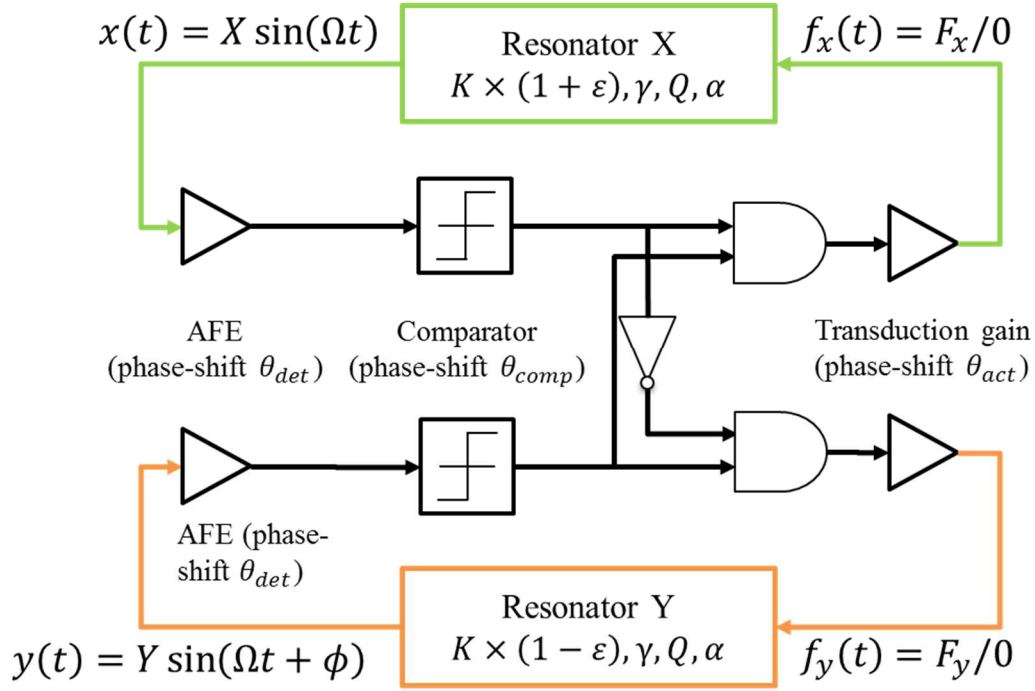 x(t) = X sin(Ωt)
Resonator X
K × (1 + ε), γ, Q, α
f_x(t) = F_x/0
AFE
(phase-shift θ_det)
Comparator
(phase-shift θ_comp)
Transduction gain
(phase-shift θ_act)
AFE (phase-
shift θ_det)
y(t) = Y sin(Ωt + ϕ)
Resonator Y
K × (1 − ε), γ, Q, α
f_y(t) = F_y/0